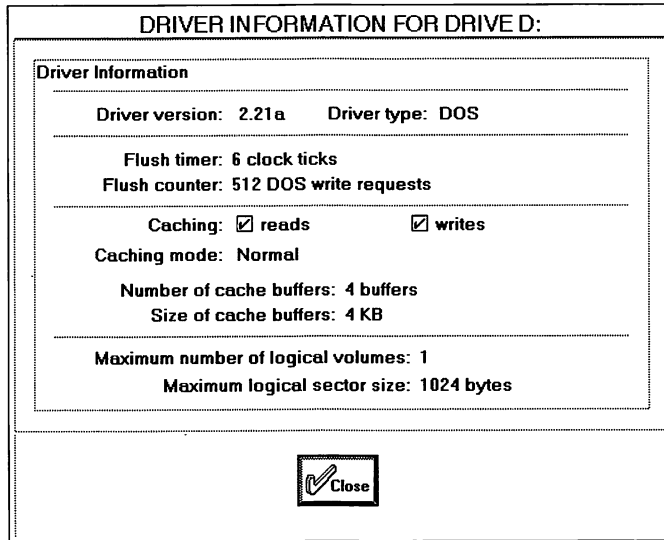 DRIVER INFORMATION FOR DRIVE D:
Driver Information
Driver version: 2.21a Driver type: DOS
Flush timer: 6 clock ticks
Flush counter: 512 DOS write requests
Caching: reads writes
Caching mode: Normal
Number of cache buffers: 4 buffers
Size of cache buffers: 4 KB
Maximum number of logical volumes: 1
Maximum logical sector size: 1024 bytes
Close